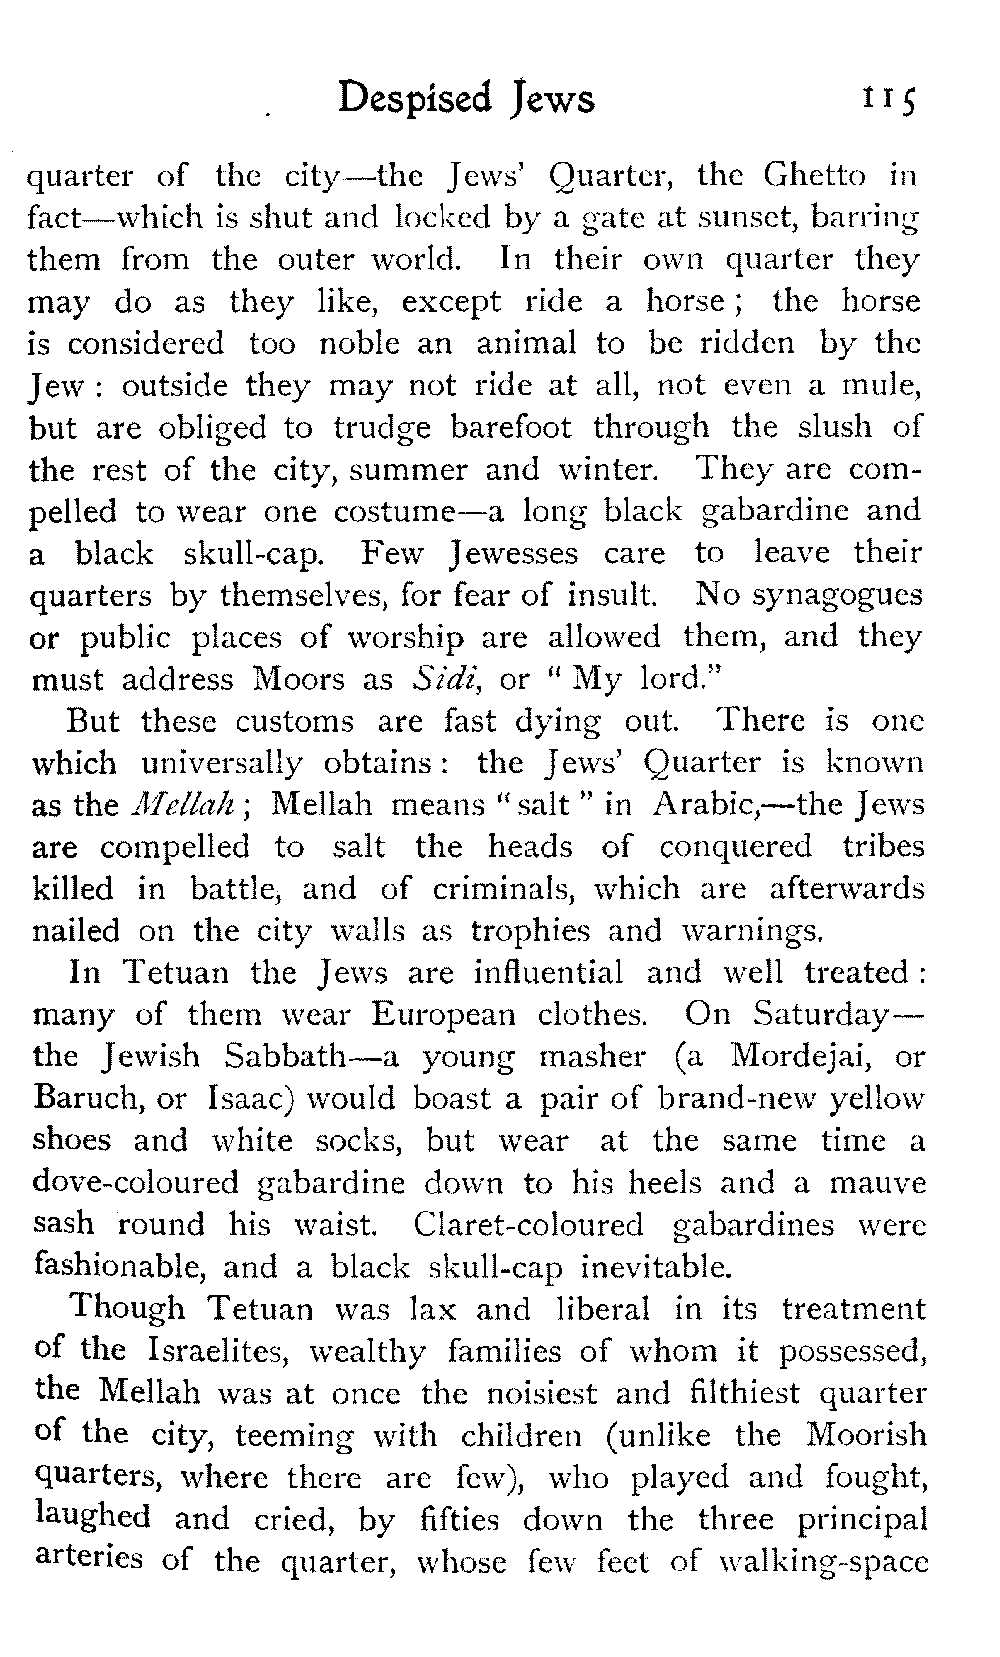 Despised Jews 115
quarter of the city—the Jews' Quarter, the Ghetto in
fact—which is shut and locked by a gate at sunset, barring
them from the outer world. In their own quarter they
may do as they like, except ride a horse ; the horse
is considered too noble an animal to be ridden by the
Jew : outside they may not ride at all, not even a mule,
but are obliged to trudge barefoot through the slush of
the rest of the city, summer and winter. They are com-
pelled to wear one costume—a long black gabardine and
a black skull-cap. Few Jewesses care to leave their
quarters by themselves, for fear of insult. No synagogues
or public places of worship are allowed them, and they
must address Moors as Sidi, or " My lord."
But these customs are fast dying out. There is one
which universally obtains : the Jews' Quarter is known
as the Mellah ; Mellah means " salt " in Arabic,—the Jews
are compelled to salt the heads of conquered tribes
killed in battle, and of criminals, which are afterwards
nailed on the city walls as trophies and warnings.
In Tetuan the Jews are influential and well treated :
many of them wear European clothes. On Saturday—
the Jewish Sabbath—a young masher (a Mordejai, or
Baruch, or Isaac) would boast a pair of brand-new yellow
shoes and white socks, but wear at the same time a
dove-coloured gabardine down to his heels and a mauve
sash round his waist. Claret-coloured gabardines were
fashionable, and a black skull-cap inevitable.
Though Tetuan was lax and liberal in its treatment
of the Israelites, wealthy families of whom it possessed,
the Mellah was at once the noisiest and filthiest quarter
of the city, teeming with children (unlike the Moorish
quarters, where there are few), who played and fought,
laughed and cried, by fifties down the three principal
arteries of the quarter, whose few feet of walking-space